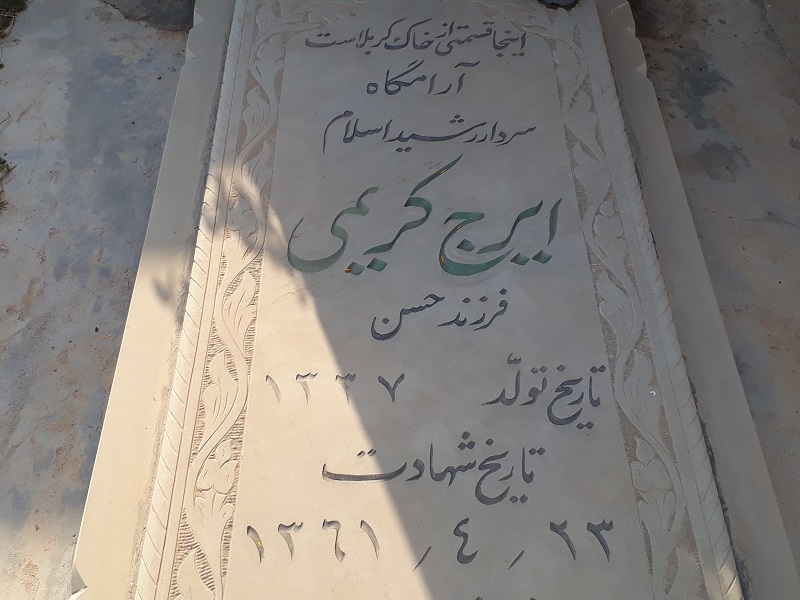 اینجا قسمتی از خاک کربلاست
آرامگاه
سردار رشید اسلام
ایرج کریمی
فرزند حسن
تاریخ تولّد ۱۳۳۷
تاریخ شهادت
۲۳ / ۴ / ۱۳۶۱